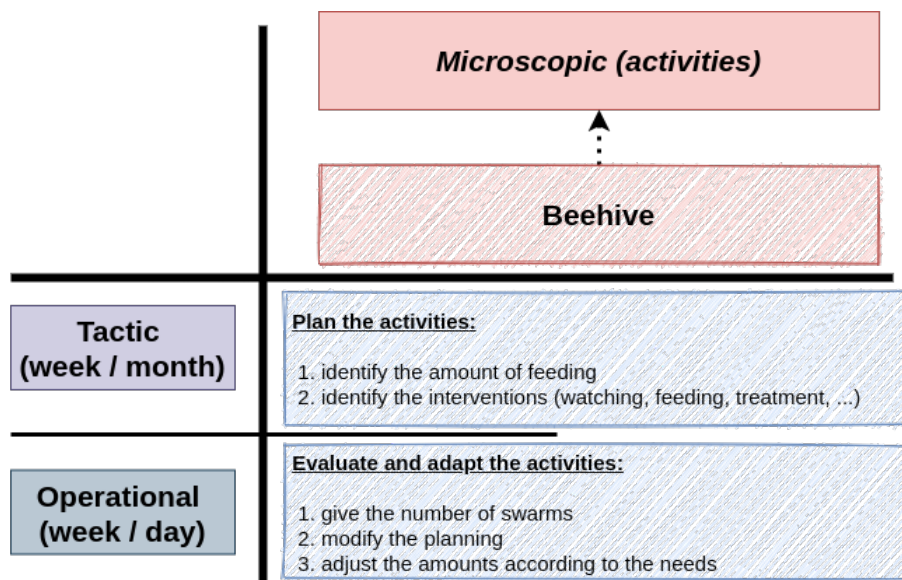 Microscopic (activities)
Beehive
Tactic
(week / month)
Plan the activities:
1. identify the amount of feeding
2. identify the interventions (watching, feeding, treatment, ...)
Operational
(week / day)
Evaluate and adapt the activities:
1. give the number of swarms
2. modify the planning
3. adjust the amounts according to the needs